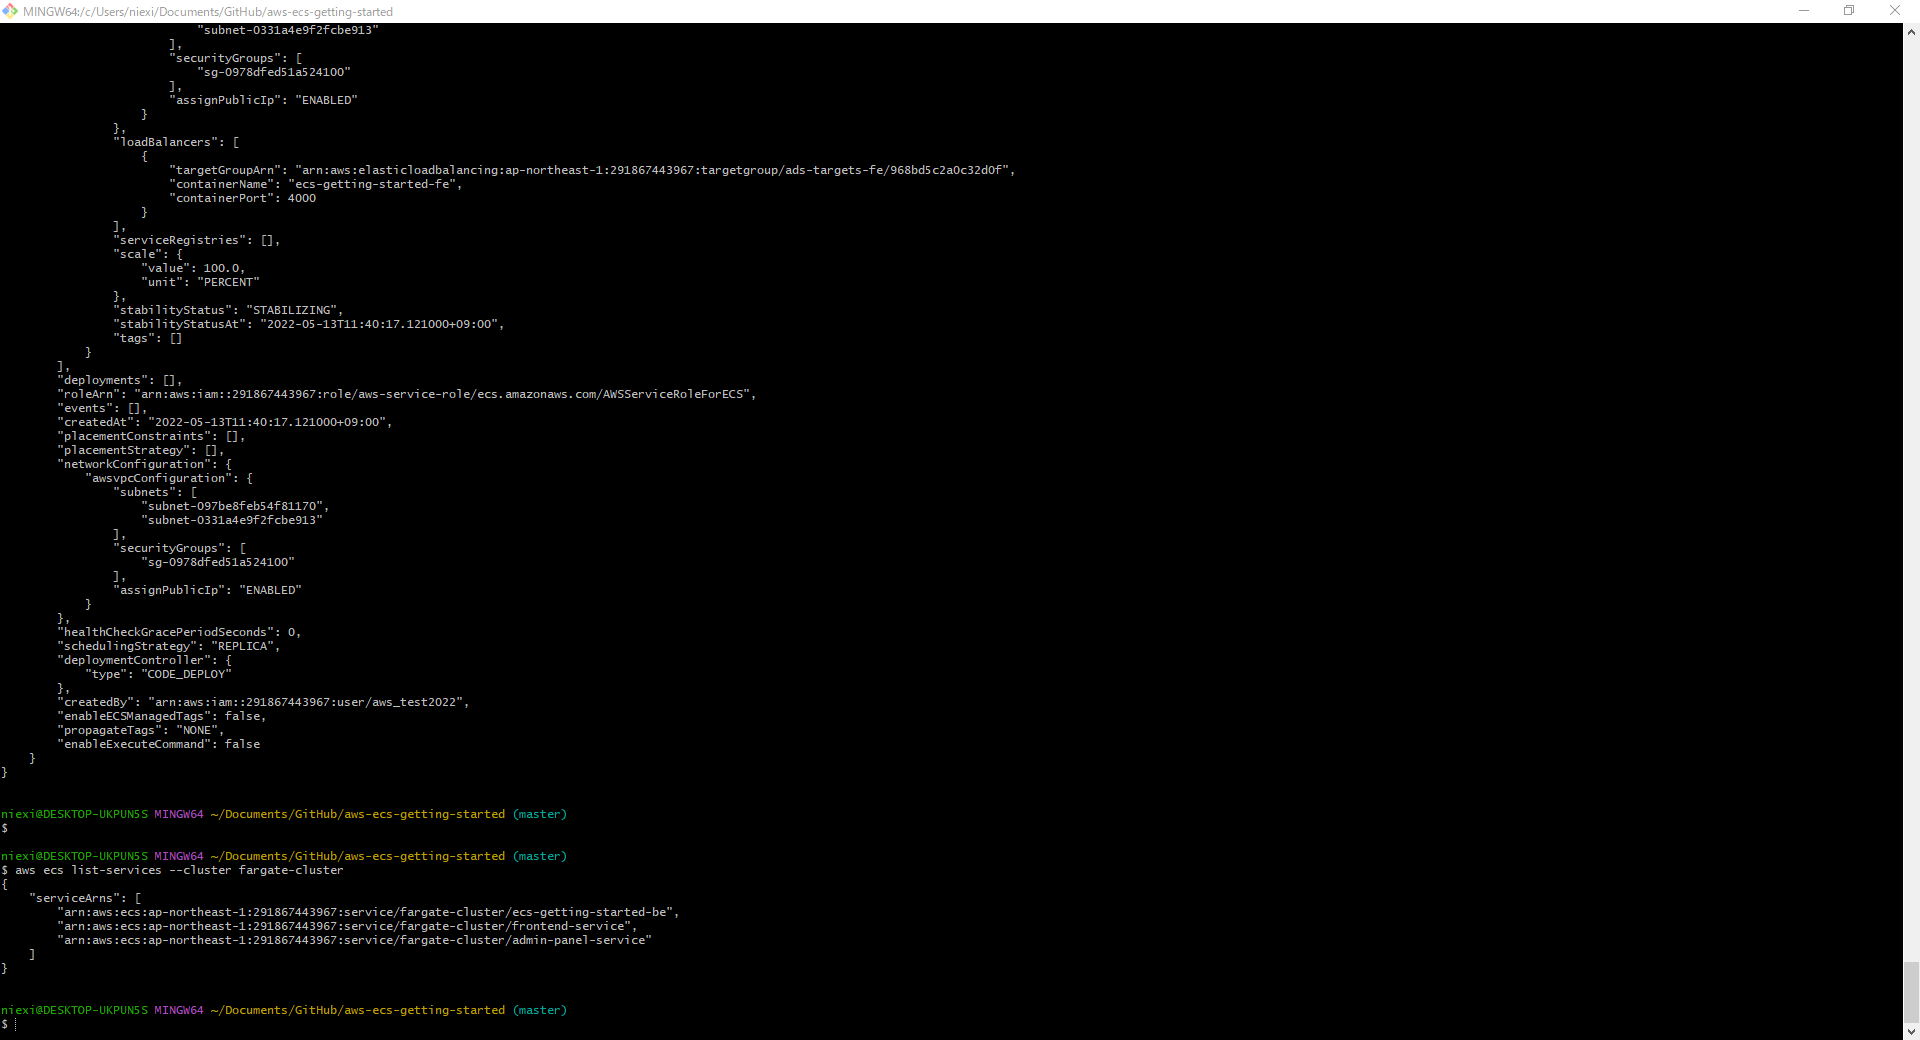 MINGW64:/c/Users/niexi/Documents/GitHub/aws-ecs-getting-started
                            "subnet-0331a4e9f2fcbe913"
                        ],
                        "securityGroups": [
                            "sg-0978dfed51a524100"
                        ],
                        "assignPublicIp": "ENABLED"
                    }
                },
                "loadBalancers": [
                    {
                        "targetGroupArn": "arn:aws:elasticloadbalancing:ap-northeast-1:291867443967:targetgroup/ads-targets-fe/968bd5c2a0c32d0f",
                        "containerName": "ecs-getting-started-fe",
                        "containerPort": 4000
                    }
                ],
                "serviceRegistries": [],
                "scale": {
                    "value": 100.0,
                    "unit": "PERCENT"
                },
                "stabilityStatus": "STABILIZING",
                "stabilityStatusAt": "2022-05-13T11:40:17.121000+09:00",
                "tags": []
            }
        ],
        "deployments": [],
        "roleArn": "arn:aws:iam::291867443967:role/aws-service-role/ecs.amazonaws.com/AWSServiceRoleForECS",
        "events": [],
        "createdAt": "2022-05-13T11:40:17.121000+09:00",
        "placementConstraints": [],
        "placementStrategy": [],
        "networkConfiguration": {
            "awsvpcConfiguration": {
                "subnets": [
                    "subnet-097be8feb54f81170",
                    "subnet-0331a4e9f2fcbe913"
                ],
                "securityGroups": [
                    "sg-0978dfed51a524100"
                ],
                "assignPublicIp": "ENABLED"
            }
        },
        "healthCheckGracePeriodSeconds": 0,
        "schedulingStrategy": "REPLICA",
        "deploymentController": {
            "type": "CODE_DEPLOY"
        },
        "createdBy": "arn:aws:iam::291867443967:user/aws_test2022",
        "enableECSManagedTags": false,
        "propagateTags": "NONE",
        "enableExecuteCommand": false
    }
}
niexi@DESKTOP-UKPUN5S MINGW64 ~/Documents/GitHub/aws-ecs-getting-started (master)
$
niexi@DESKTOP-UKPUN5S MINGW64 ~/Documents/GitHub/aws-ecs-getting-started (master)
$ aws ecs list-services --cluster fargate-cluster
{
    "serviceArns": [
        "arn:aws:ecs:ap-northeast-1:291867443967:service/fargate-cluster/ecs-getting-started-be",
        "arn:aws:ecs:ap-northeast-1:291867443967:service/fargate-cluster/frontend-service",
        "arn:aws:ecs:ap-northeast-1:291867443967:service/fargate-cluster/admin-panel-service"
    ]
}
niexi@DESKTOP-UKPUN5S MINGW64 ~/Documents/GitHub/aws-ecs-getting-started (master)
$